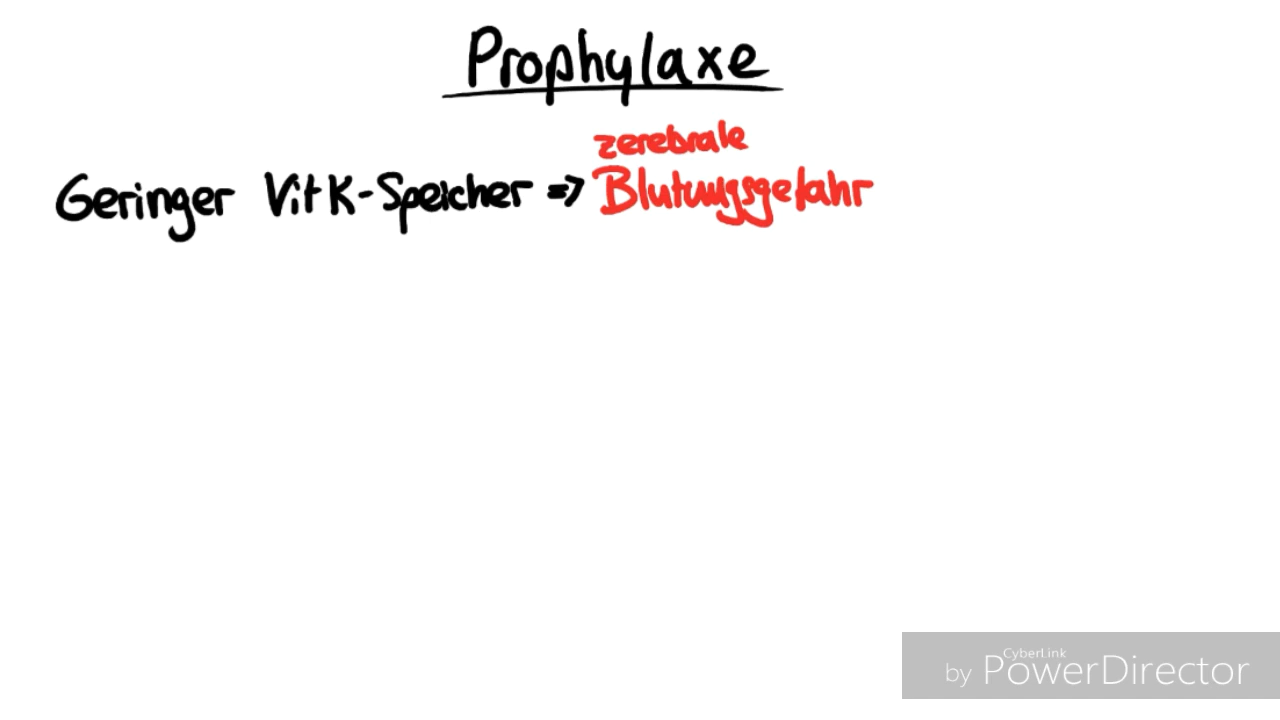 Prophylaxe
zerebrale
Geringer Vit K-Speicher => Blutungsgefahr
CyberLink
by PowerDirector